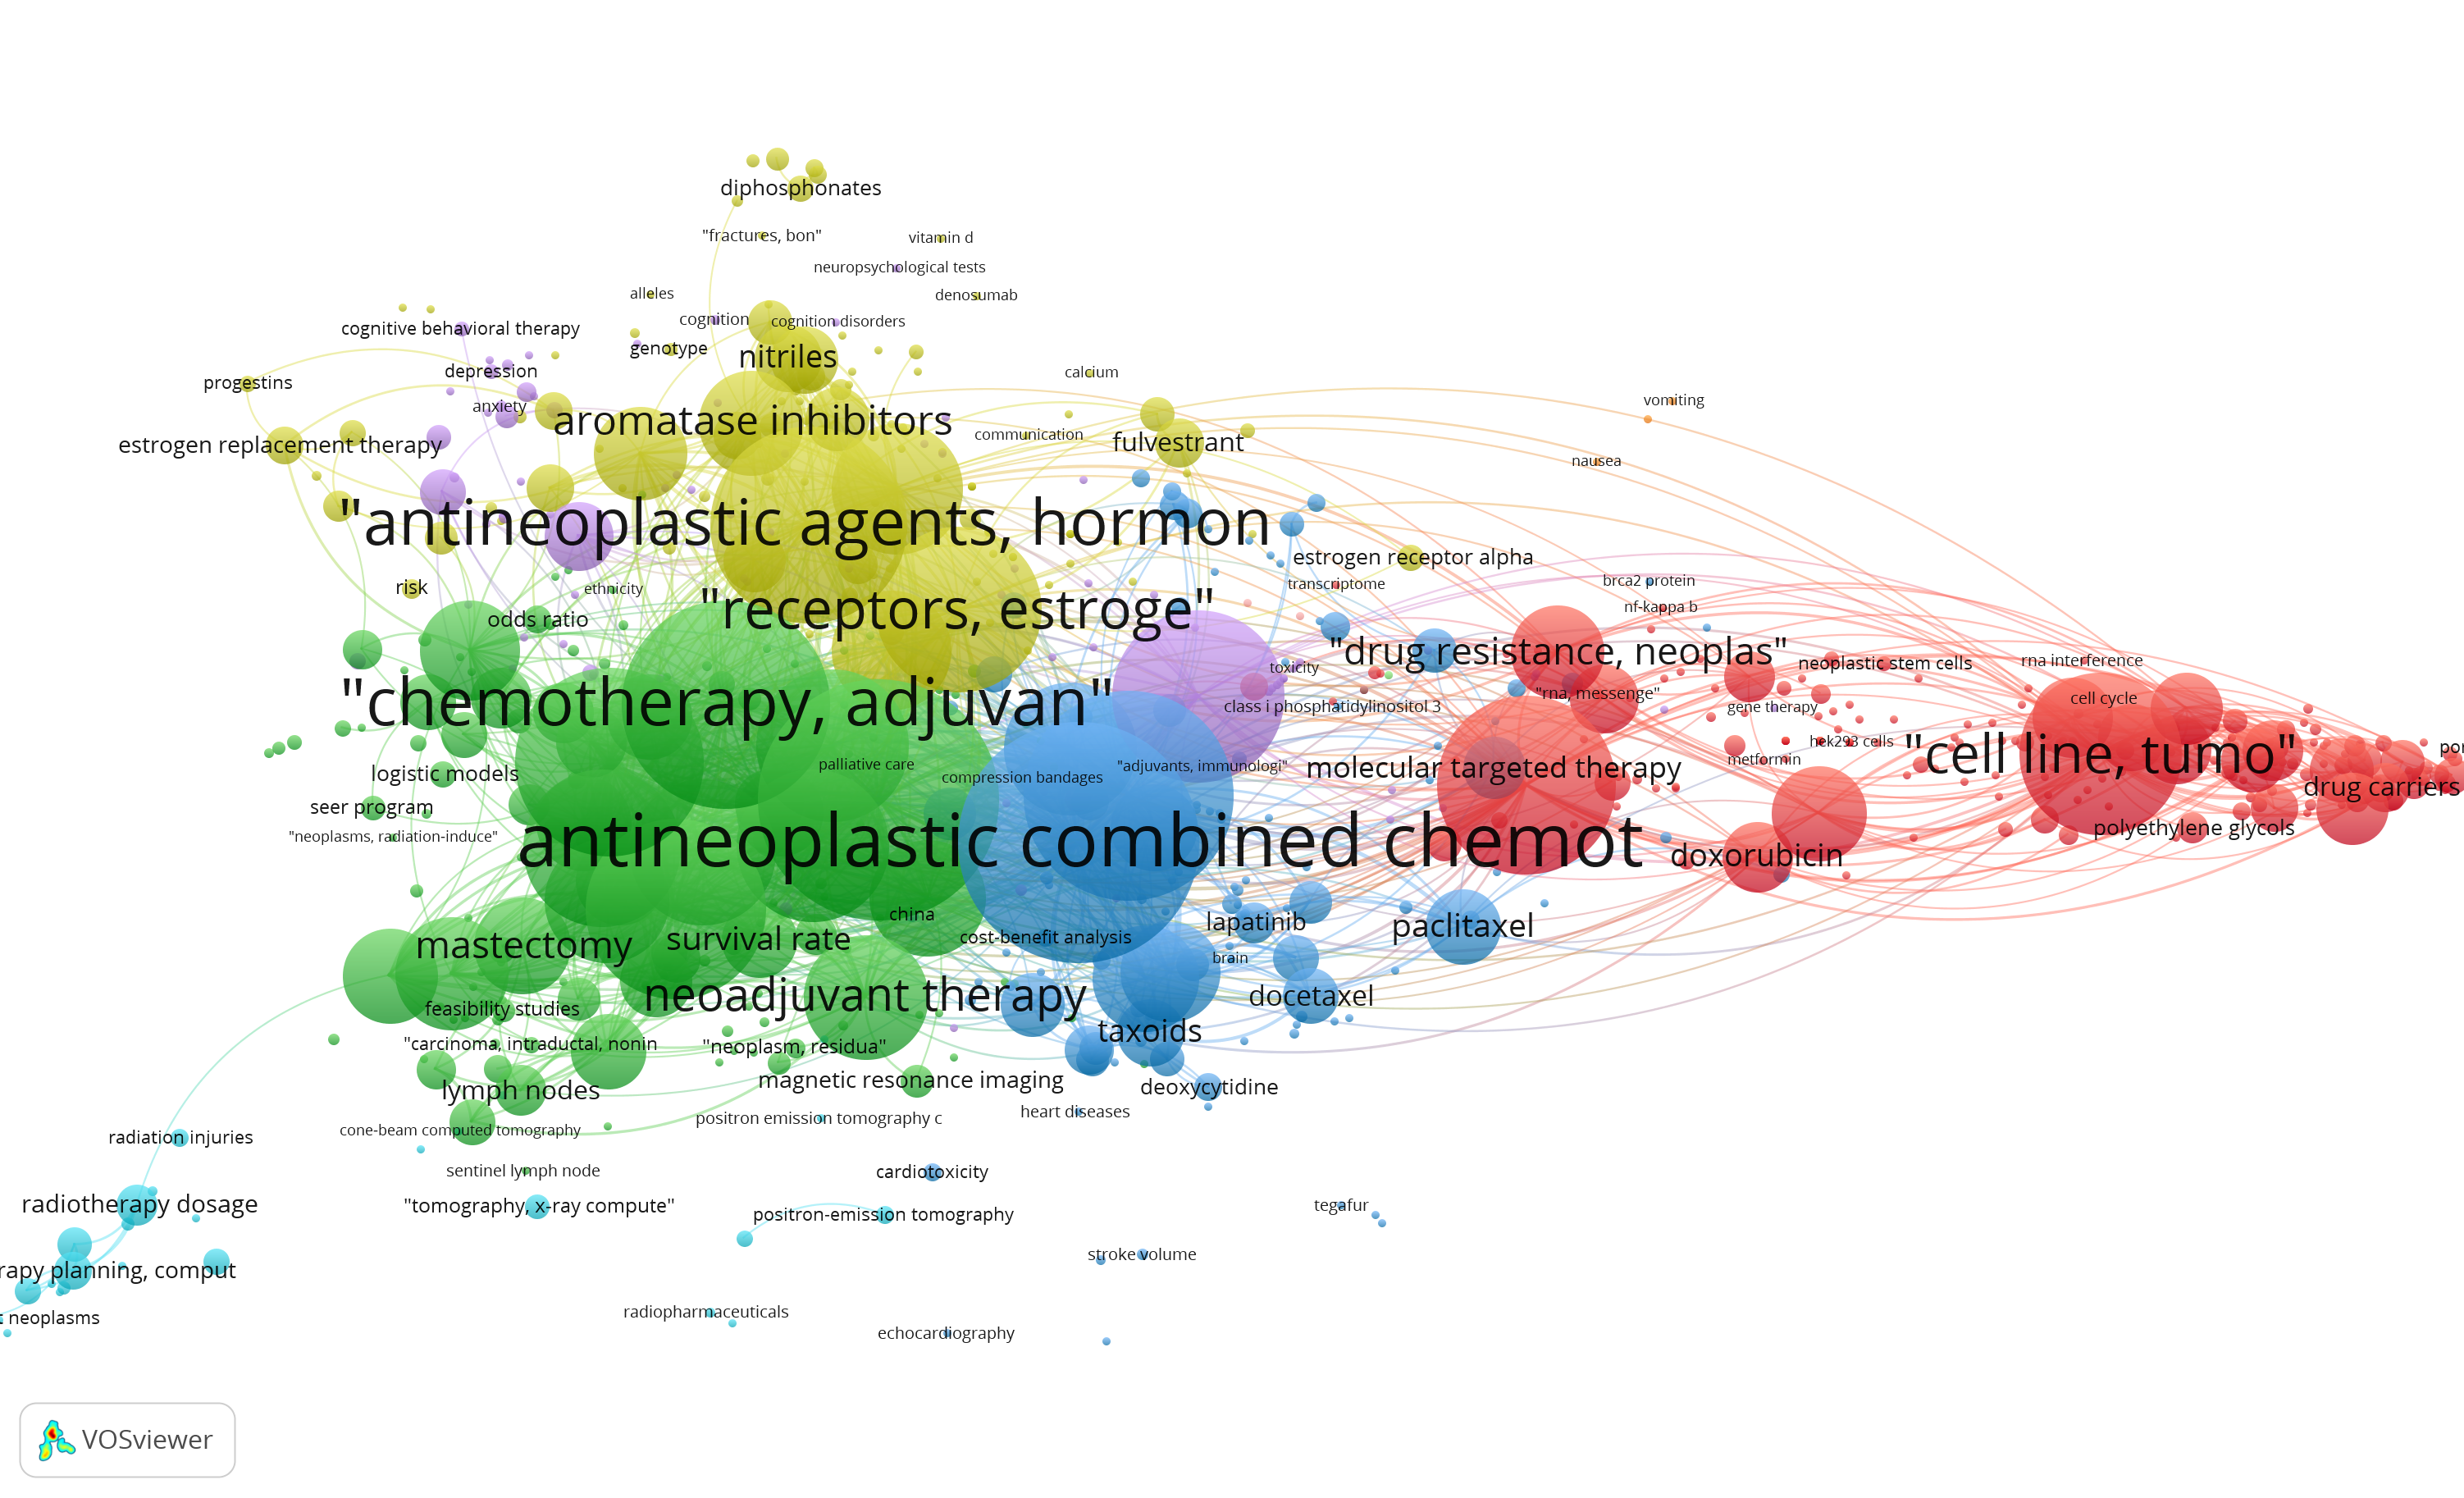 diphosphonates
"fractures, bon"
vitamin d
neuropsychological tests
alleles
denosumab
cognition
cognition disorders
cognitive behavioral therapy
genotype
nitriles
depression
calcium
progestins
vomiting
anxiety
aromatase inhibitors
communication
fulvestrant
estrogen replacement therapy
nausea
"antineoplastic agents, hormon
estrogen receptor alpha
transcriptome
brca2 protein
risk
ethnicity
"receptors, estroge"
nf-kappa b
odds ratio
"drug resistance, neoplas"
neoplastic stem cells
rna interference
toxicity
"rna, messenge"
cell cycle
"chemotherapy, adjuvan"
class i phosphatidylinositol 3
gene therapy
hek293 cells
"cell line, tumo"
por
palliative care
"adjuvants, immunologi"
molecular targeted therapy
metformin
logistic models
compression bandages
drug carriers
seer program
polyethylene glycols
"neoplasms, radiation-induce"
antineoplastic combined chemot
doxorubicin
china
lapatinib
paclitaxel
mastectomy
survival rate
cost-benefit analysis
brain
neoadjuvant therapy
docetaxel
feasibility studies
taxoids
"carcinoma, intraductal, nonin
"neoplasm, residua"
magnetic resonance imaging
deoxycytidine
lymph nodes
heart diseases
positron emission tomography c
cone-beam computed tomography
radiation injuries
sentinel lymph node
cardiotoxicity
radiotherapy dosage
"tomography, x-ray compute"
positron-emission tomography
tegafur
stroke volume
rapy planning, comput
radiopharmaceuticals
t neoplasms
echocardiography
VOSviewer